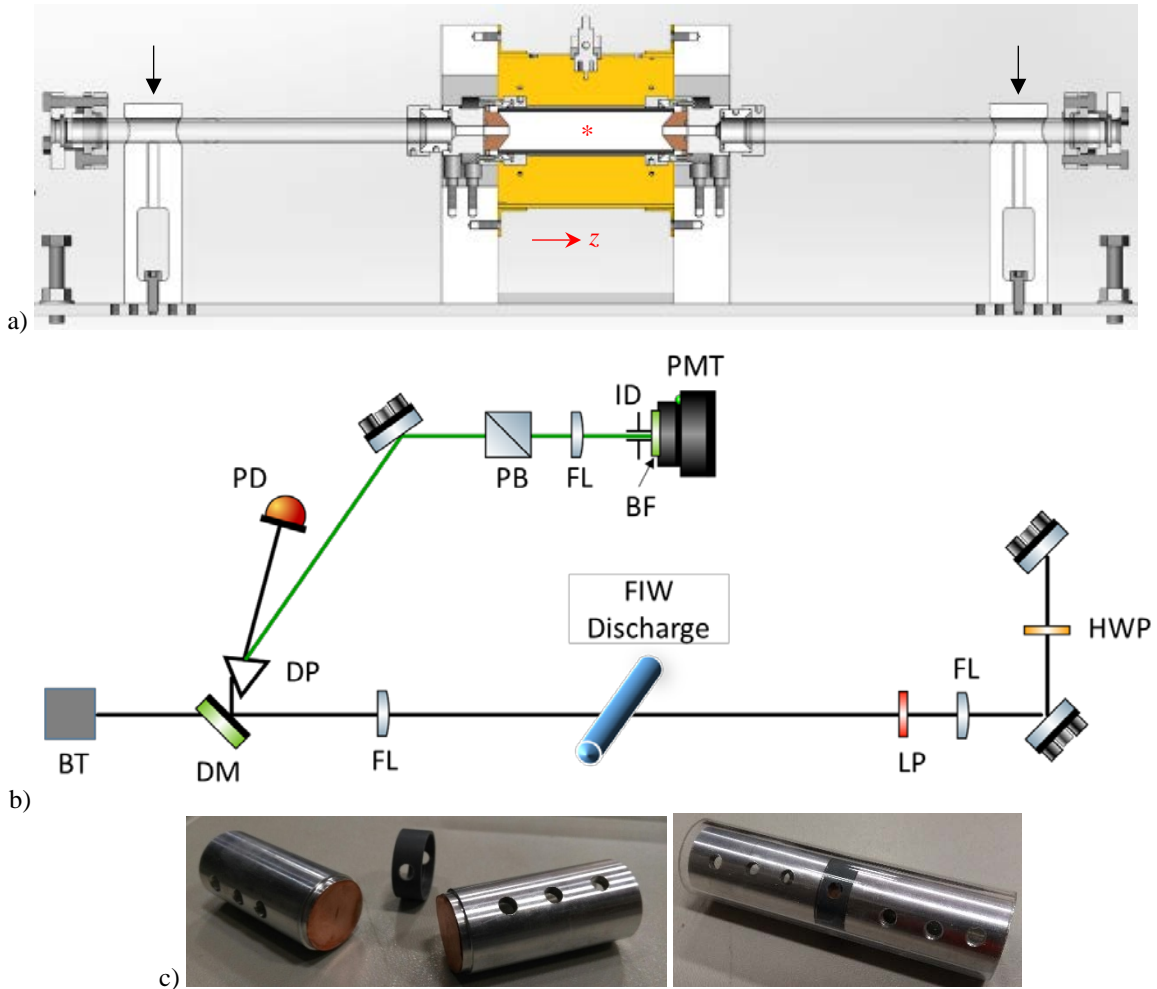 *
z
a)
PMT
ID
PD
PB
FL
BF
FIW
Discharge
HWP
DP
FL
BT
DM
FL
LP
b)
c)